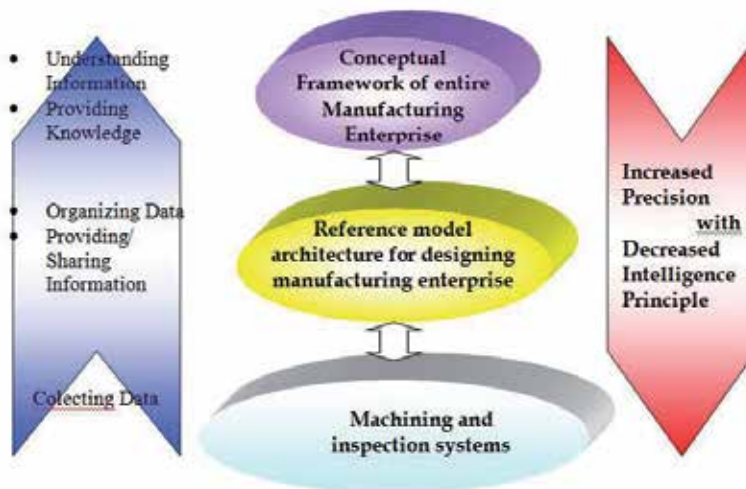 • Understanding
Information
• Providing
Knowledge
• Organizing Data
• Providing/
Sharing
Information
Colecting Data
Conceptual
Framework of entire
Manufacturing
Enterprise
Reference model
architecture for designing
manufacturing enterprise
Machining and
inspection systems
Increased
Precision
with
Decreased
Intelligence
Principle